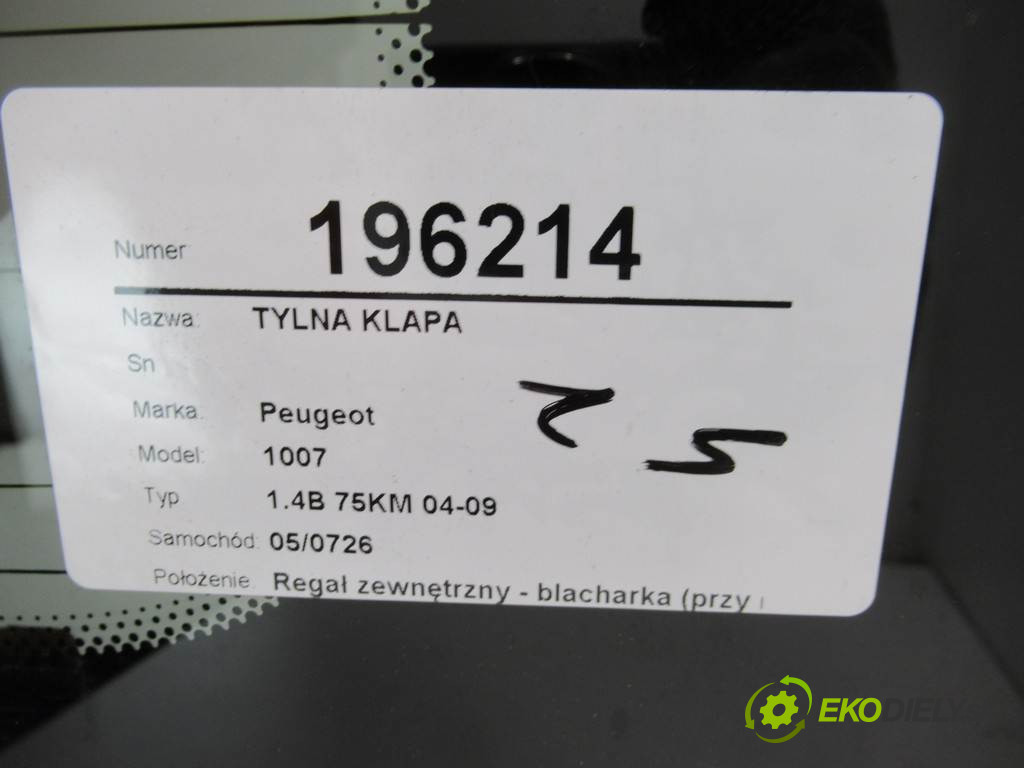 Numer: 196214
Nazwa: TYLNA KLAPA
Sn
Marka: Peugeot
Model: 1007
Typ 1.4B 75KM 04-09
Samochód: 05/0726
Położenie: Regał zewnętrzny - blacharka (przy
EKODIELY